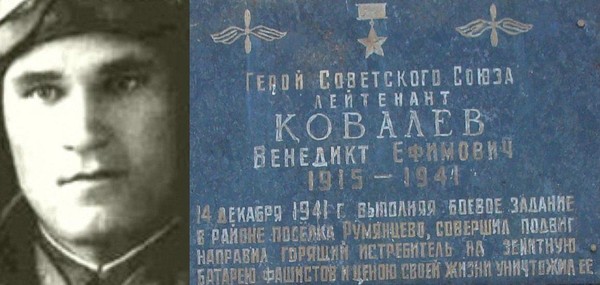 ГЕРОЙ СОВЕТСКОГО СОЮЗА
ЛЕЙТЕНАНТ
КОВАЛЕВ
ВЕНЕДИКТ ЕФИМОВИЧ
1915 – 1941
14 ДЕКАБРЯ 1941 Г. ВЫПОЛНЯЯ БОЕВОЕ ЗАДАНИЕ
В РАЙОНЕ ПОСЕЛКА РУМЯНЦЕВО, СОВЕРШИЛ ПОДВИГ
НАПРАВИЛ ГОРЯЩИЙ ИСТРЕБИТЕЛЬ НА ЗЕНИТНУЮ
БАТАРЕЮ ФАШИСТОВ И ЦЕНОЮ СВОЕЙ ЖИЗНИ УНИЧТОЖИЛ ЕЕ.